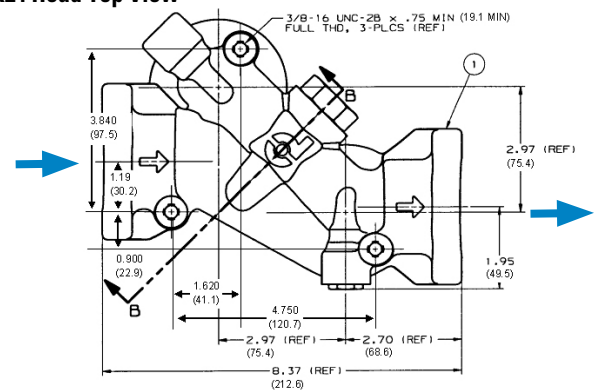 3/8-16 UNC-2B x .75 MIN (19.1 MIN)
FULL THD, 3-PLCS (REF)
1
B
3.840
(97.5)
2.97 (REF)
(75.4)
1.19
(30.2)
0.900
(22.9)
1.95
(49.5)
B
1.620
(41.1)
4.750
(120.7)
2.97 (REF)
(75.4)
2.70 (REF)
(68.6)
8.37 (REF)
(212.6)